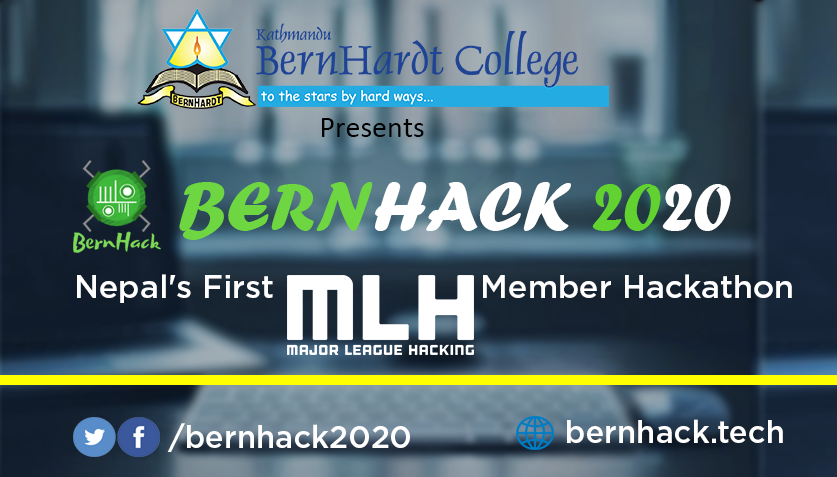 Kathmandu
BernHardt College
BERNHARDT
to the stars by hard ways...
Presents
BernHack
BERNHACK 2020
Nepal's First MLH Member Hackathon
MAJOR LEAGUE HACKING
/bernhack2020
bernhack.tech